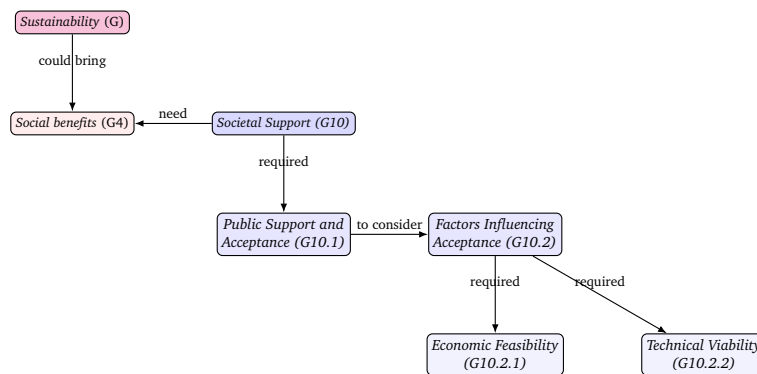 Sustainability (G)
could bring
Social benefits (G4)
need
Societal Support (G10)
required
Public Support and
Acceptance (G10.1)
to consider
Factors Influencing
Acceptance (G10.2)
required
required
Economic Feasibility
(G10.2.1)
Technical Viability
(G10.2.2)